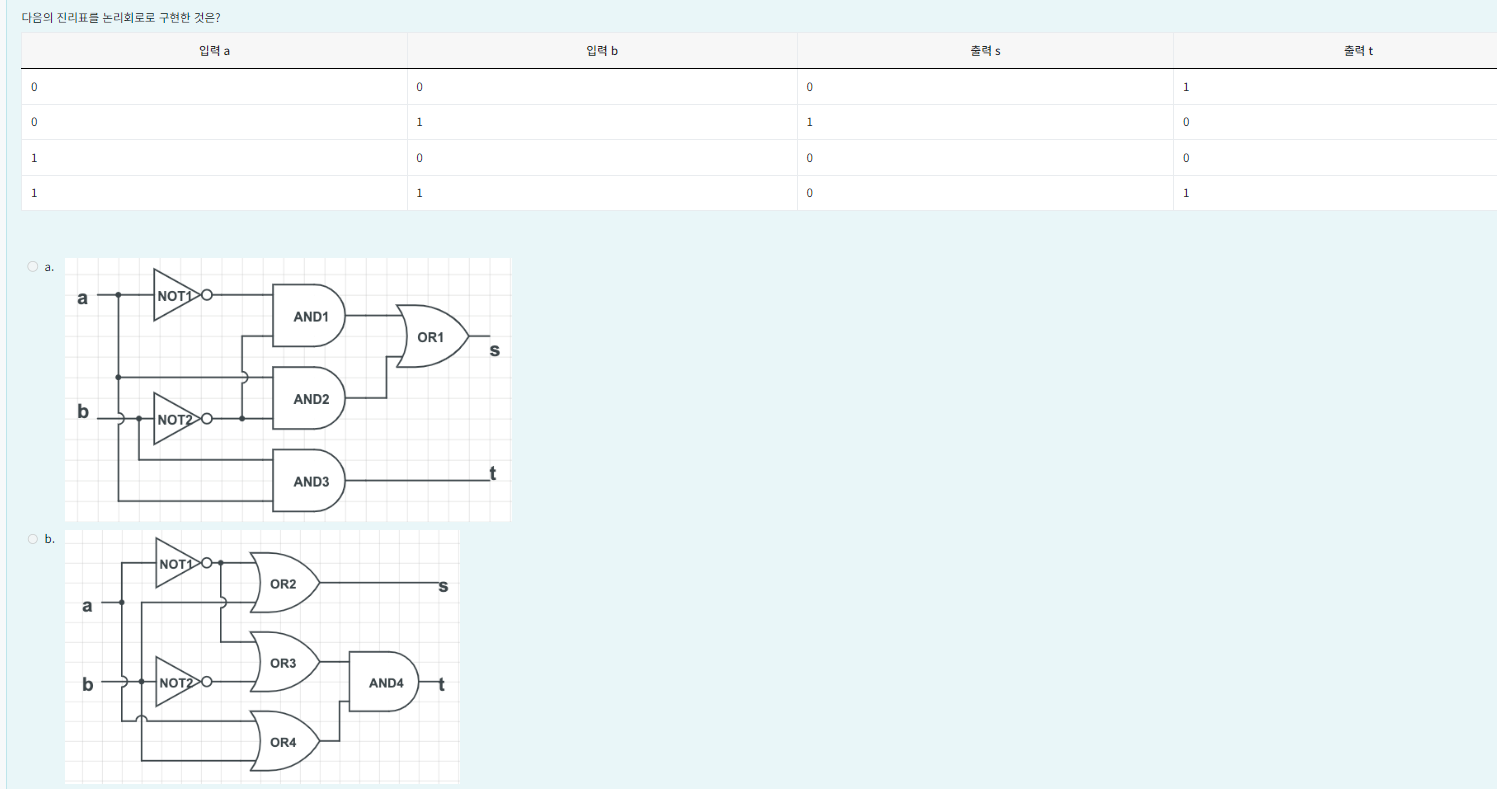 다음의 진리표를 논리회로로 구현한 것은?
입력 a 입력 b 출력 s 출력 t
0 0 0 1
0 1 1 0
1 0 0 0
1 1 0 1
a.
a
NOT1
AND1
OR1
s
AND2
b
NOT2
t
AND3
b.
NOT1
OR2
s
a
OR3
b
NOT2
AND4
t
OR4